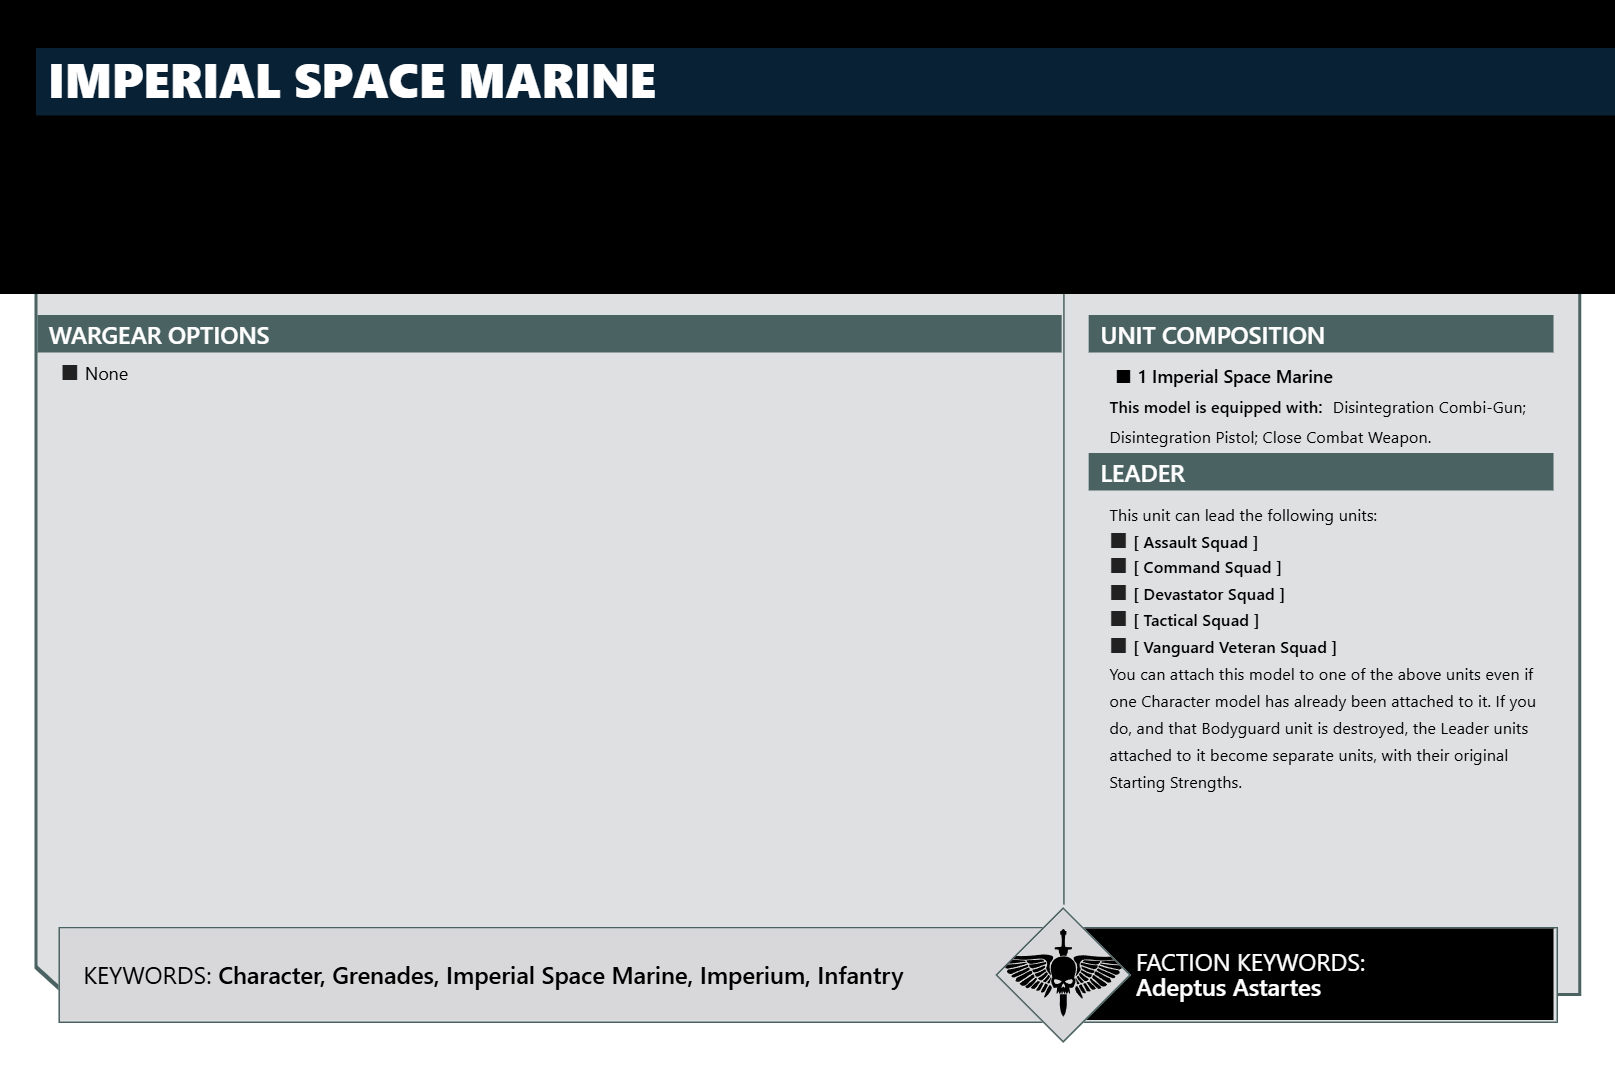 IMPERIAL SPACE MARINE
WARGEAR OPTIONS
None
UNIT COMPOSITION
1 Imperial Space Marine
This model is equipped with: Disintegration Combi-Gun;
Disintegration Pistol; Close Combat Weapon.
LEADER
This unit can lead the following units:
[ Assault Squad ]
[ Command Squad ]
[ Devastator Squad ]
[ Tactical Squad ]
[ Vanguard Veteran Squad ]
You can attach this model to one of the above units even if
one Character model has already been attached to it. If you
do, and that Bodyguard unit is destroyed, the Leader units
attached to it become separate units, with their original
Starting Strengths.
KEYWORDS: Character, Grenades, Imperial Space Marine, Imperium, Infantry
FACTION KEYWORDS:
Adeptus Astartes